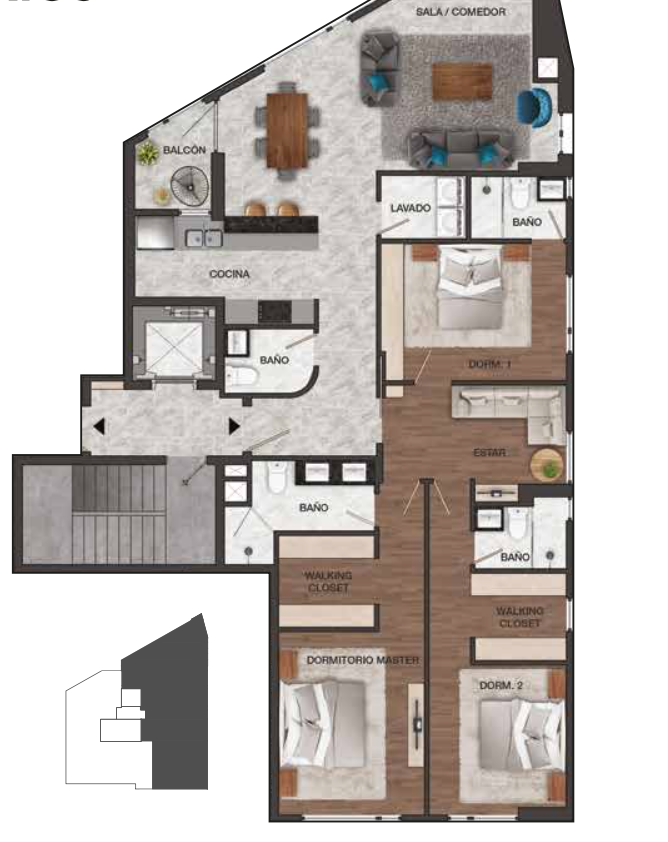 SALA / COMEDOR
BALCÓN
LAVADO
BAÑO
COCINA
BAÑO
DORM. 1
ESTAR
BAÑO
BAÑO
WALKING
CLOSET
WALKING
CLOSET
DORMITORIO MASTER
DORM. 2